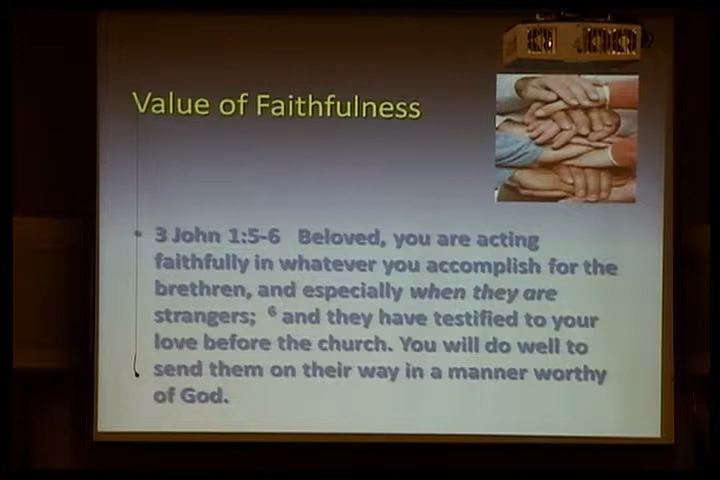 Value of Faithfulness
• 3 John 1:5-6 Beloved, you are acting
faithfully in whatever you accomplish for the
brethren, and especially when they are
strangers; 6 and they have testified to your
love before the church. You will do well to
send them on their way in a manner worthy
of God.